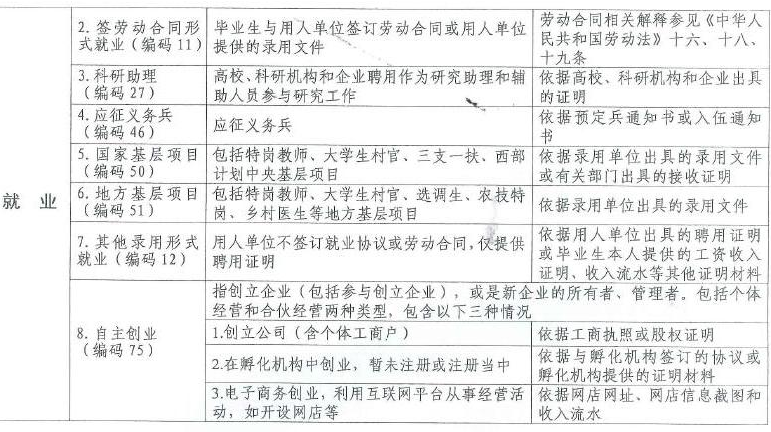 就 业
2. 签劳动合同形
式就业（编码 11）
毕业生与用人单位签订劳动合同或用人单位
提供的录用文件
劳动合同相关解释参见《中华人
民共和国劳动法》十六、十八、
十九条
3. 科研助理
（编码 27）
高校、科研机构和企业聘用作为研究助理和辅
助人员参与研究工作
依据高校、科研机构和企业出具
的证明
4. 应征义务兵
（编码 46）
应征义务兵
依据预定兵通知书或入伍通知
书
5. 国家基层项目
（编码 50）
包括特岗教师、大学生村官、三支一扶、西部
计划中央基层项目
依据录用单位出具的录用文件
或有关部门出具的接收证明
6. 地方基层项目
（编码 51）
包括特岗教师、大学生村官、选调生、农技特
岗、乡村医生等地方基层项目
依据录用单位出具的录用文件
7. 其他录用形式
就业（编码 12）
用人单位不签订就业协议或劳动合同，仅提供
聘用证明
依据用人单位出具的聘用证明
或毕业生本人提供的工资收入
证明、收入流水等其他证明材料
8. 自主创业
（编码 75）
指创立企业（包括参与创立企业），或是新企业的所有者、管理者。包括个体
经营和合伙经营两种类型，包含以下三种情况
1.创立公司（含个体工商户）
依据工商执照或股权证明
2.在孵化机构中创业，暂未注册或注册当中
依据与孵化机构签订的协议或
孵化机构提供的证明材料
3.电子商务创业，利用互联网平台从事经营活
动，如开设网店等
依据网店网址、网店信息截图和
收入流水